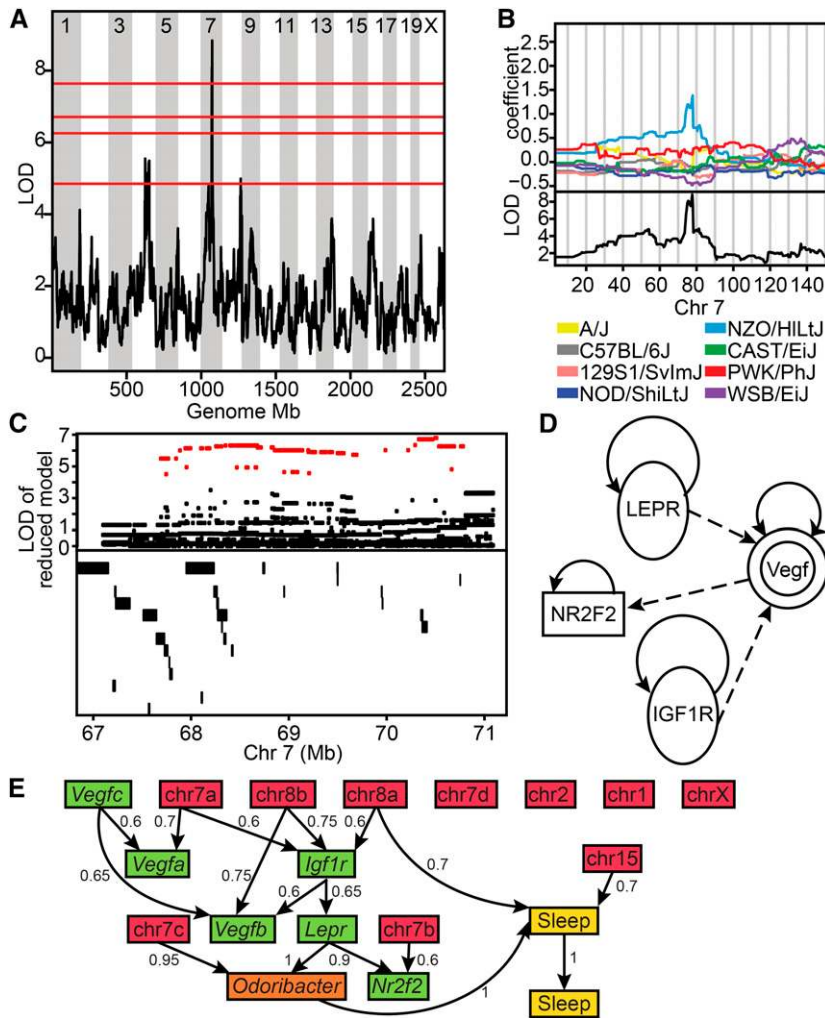 A
1 3 5 7 9 11 13 15 17 19 X
8
6
4
2
0
LOD
500 1000 1500 2000 2500
Genome Mb
B
coefficient
2.5
2.0
1.5
1.0
0.5
0.0
−0.5
LOD
8
6
4
2
20 40 60 80 100 120 140
Chr 7
A/J
C57BL/6J
129S1/SvImJ
NOD/ShiLtJ
NZO/HILtJ
CAST/EiJ
PWK/PhJ
WSB/EiJ
C
LOD of
reduced model
7
5
3
1
0
67 68 69 70 71
Chr 7 (Mb)
D
LEPR
Vegf
NR2F2
IGF1R
E
Vegfc chr7a chr8b chr8a chr7d chr2 chr1 chrX
0.6 0.7 0.6 0.75 0.6
Vegfa Igf1r chr15
0.65 0.75 0.6 0.65 0.7 0.7
chr7c Vegfb Lepr chr7b Sleep
0.95 1 0.9 0.6 1 1
Odoribacter Nr2f2 Sleep